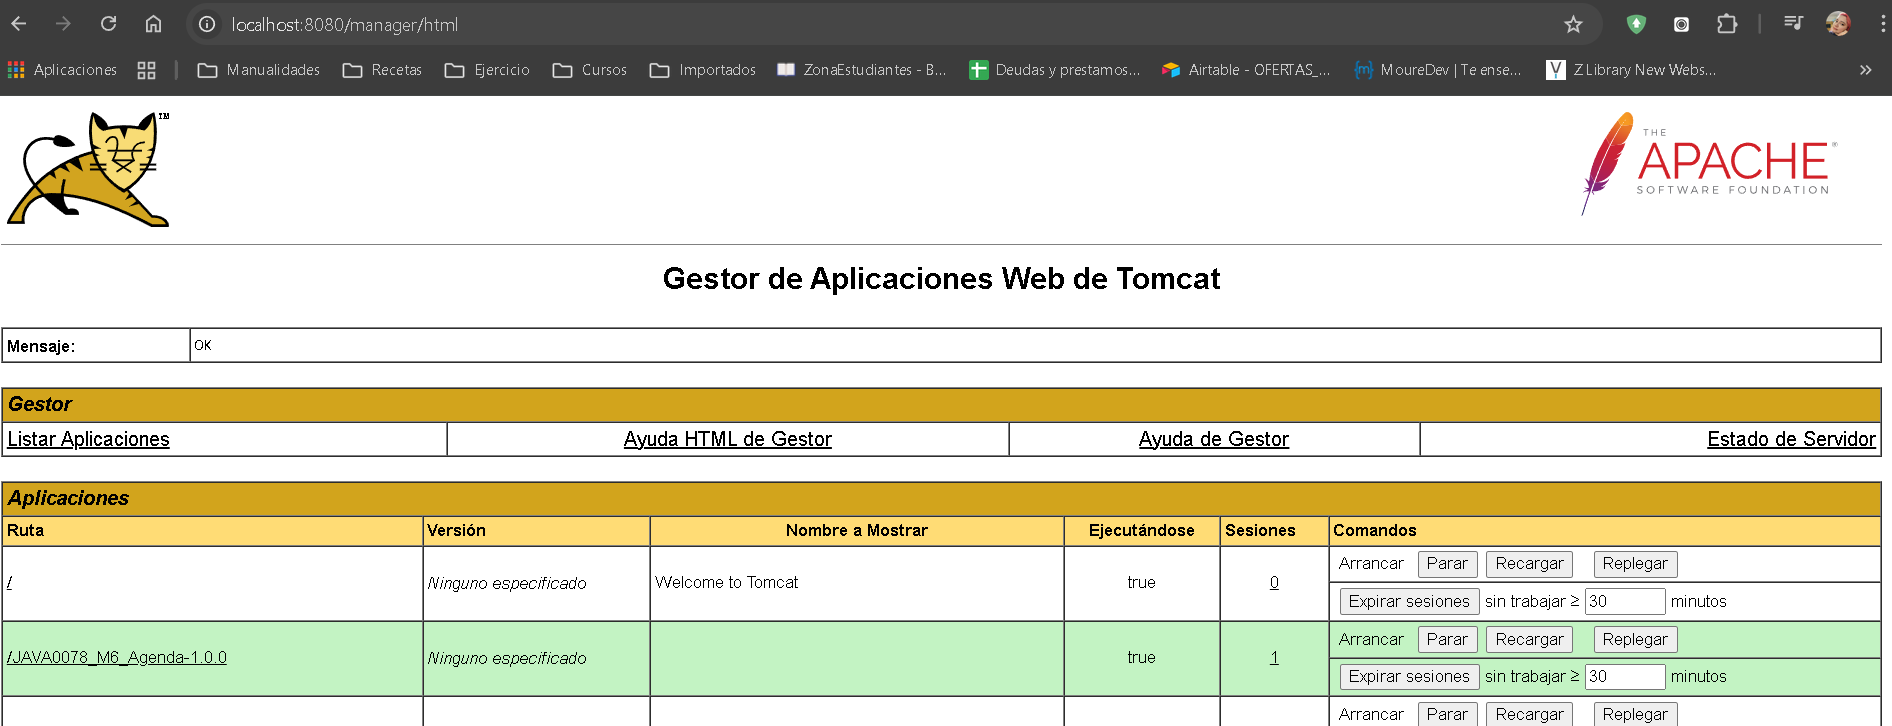 localhost:8080/manager/html
Aplicaciones Manualidades Recetas Ejercicio Cursos Importados ZonaEstudiantes - B... Deudas y prestamos... Airtable - OFERTAS_... {m} MoureDev | Te ense... Z Library New Webs...
TM
THE
APACHE®
SOFTWARE FOUNDATION
Gestor de Aplicaciones Web de Tomcat
Mensaje: OK
Gestor
Listar Aplicaciones Ayuda HTML de Gestor Ayuda de Gestor Estado de Servidor
Aplicaciones
Ruta Versión Nombre a Mostrar Ejecutándose Sesiones Comandos
/ Ninguno especificado Welcome to Tomcat true 0 Arrancar Parar Recargar Replegar
Expirar sesiones sin trabajar ≥ 30 minutos
/JAVA0078_M6_Agenda-1.0.0 Ninguno especificado true 1 Arrancar Parar Recargar Replegar
Expirar sesiones sin trabajar ≥ 30 minutos
Arrancar Parar Recargar Replegar